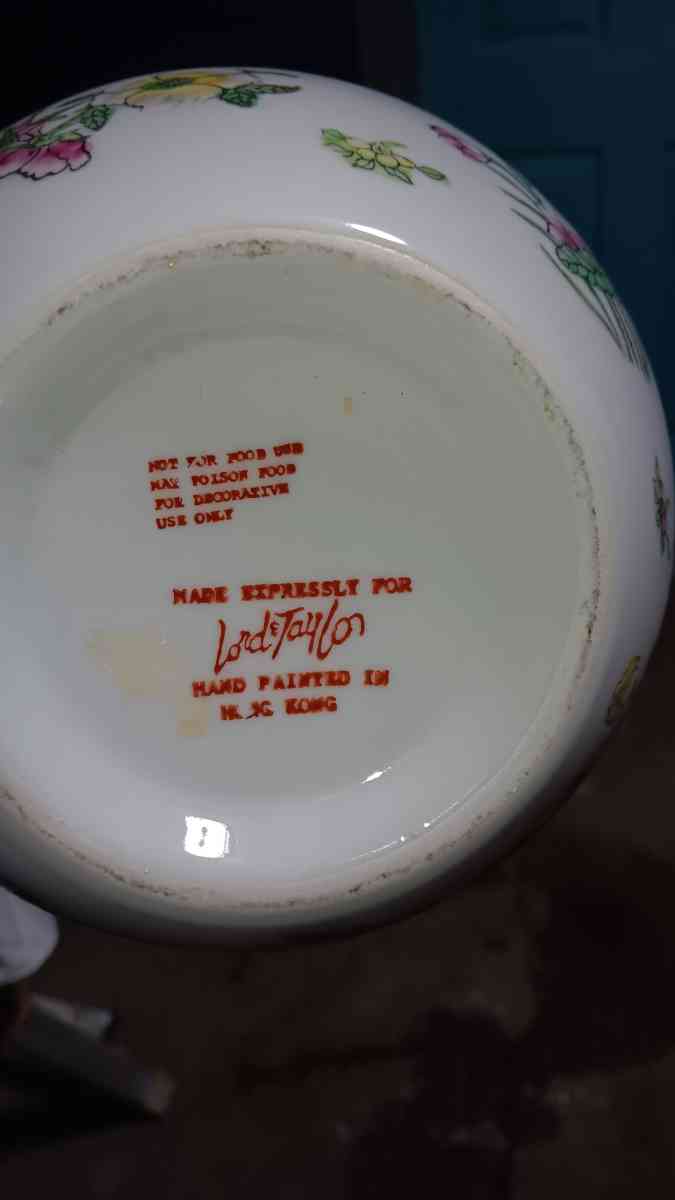 NOT FOR FOOD USE
MAY POISON FOOD
FOR DECORATIVE
USE ONLY
MADE EXPRESSLY FOR
Lord & Taylor
HAND PAINTED IN
HONG KONG